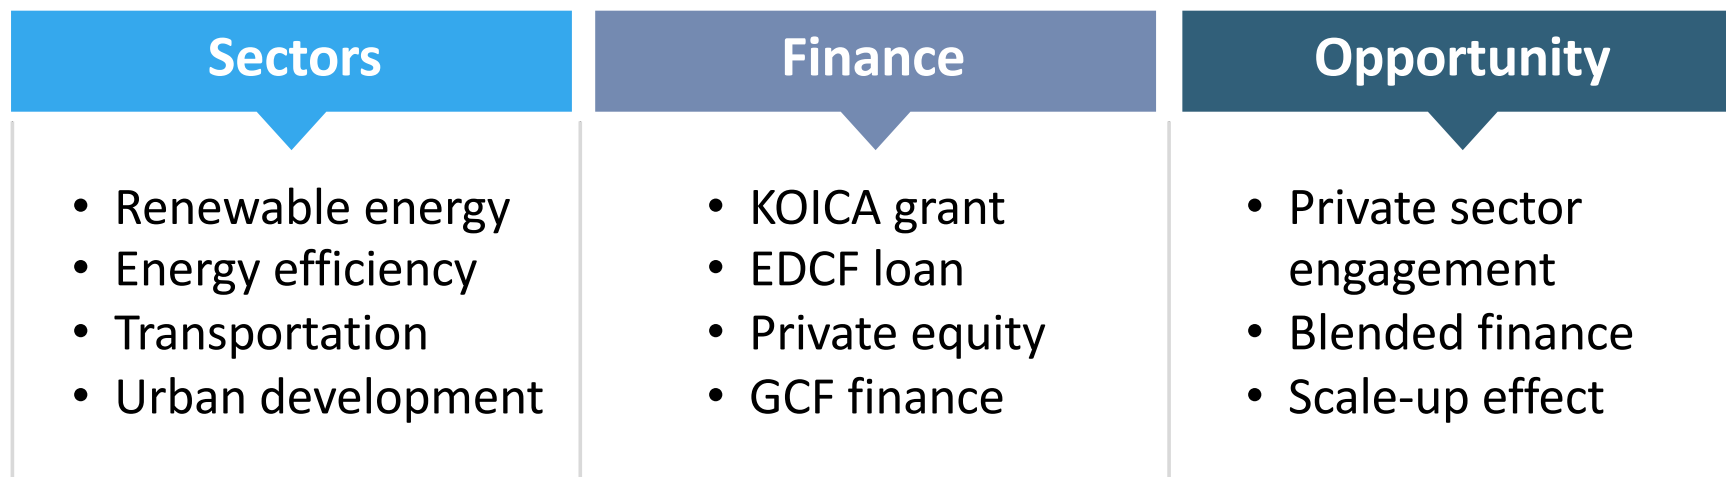 Sectors
• Renewable energy
• Energy efficiency
• Transportation
• Urban development
Finance
• KOICA grant
• EDCF loan
• Private equity
• GCF finance
Opportunity
• Private sector
engagement
• Blended finance
• Scale-up effect